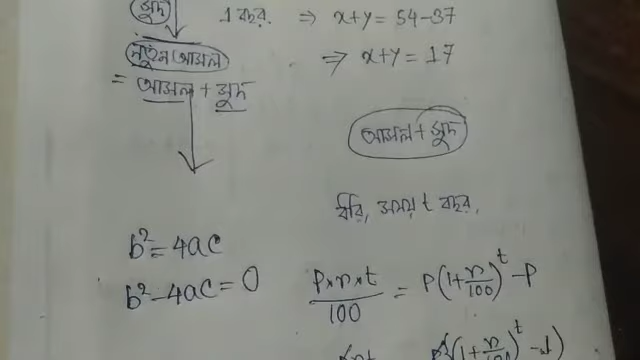 সুদ
১ বছর. ⇒ x+y = 54-37
নতুন আসল ⇒ x+y = 17
= আসল + সুদ
আসল + সুদ
ধরি, সময় t বছর.
b² = 4ac
b² - 4ac = 0
P×r×t/100 = P(1+r/100)^t - P